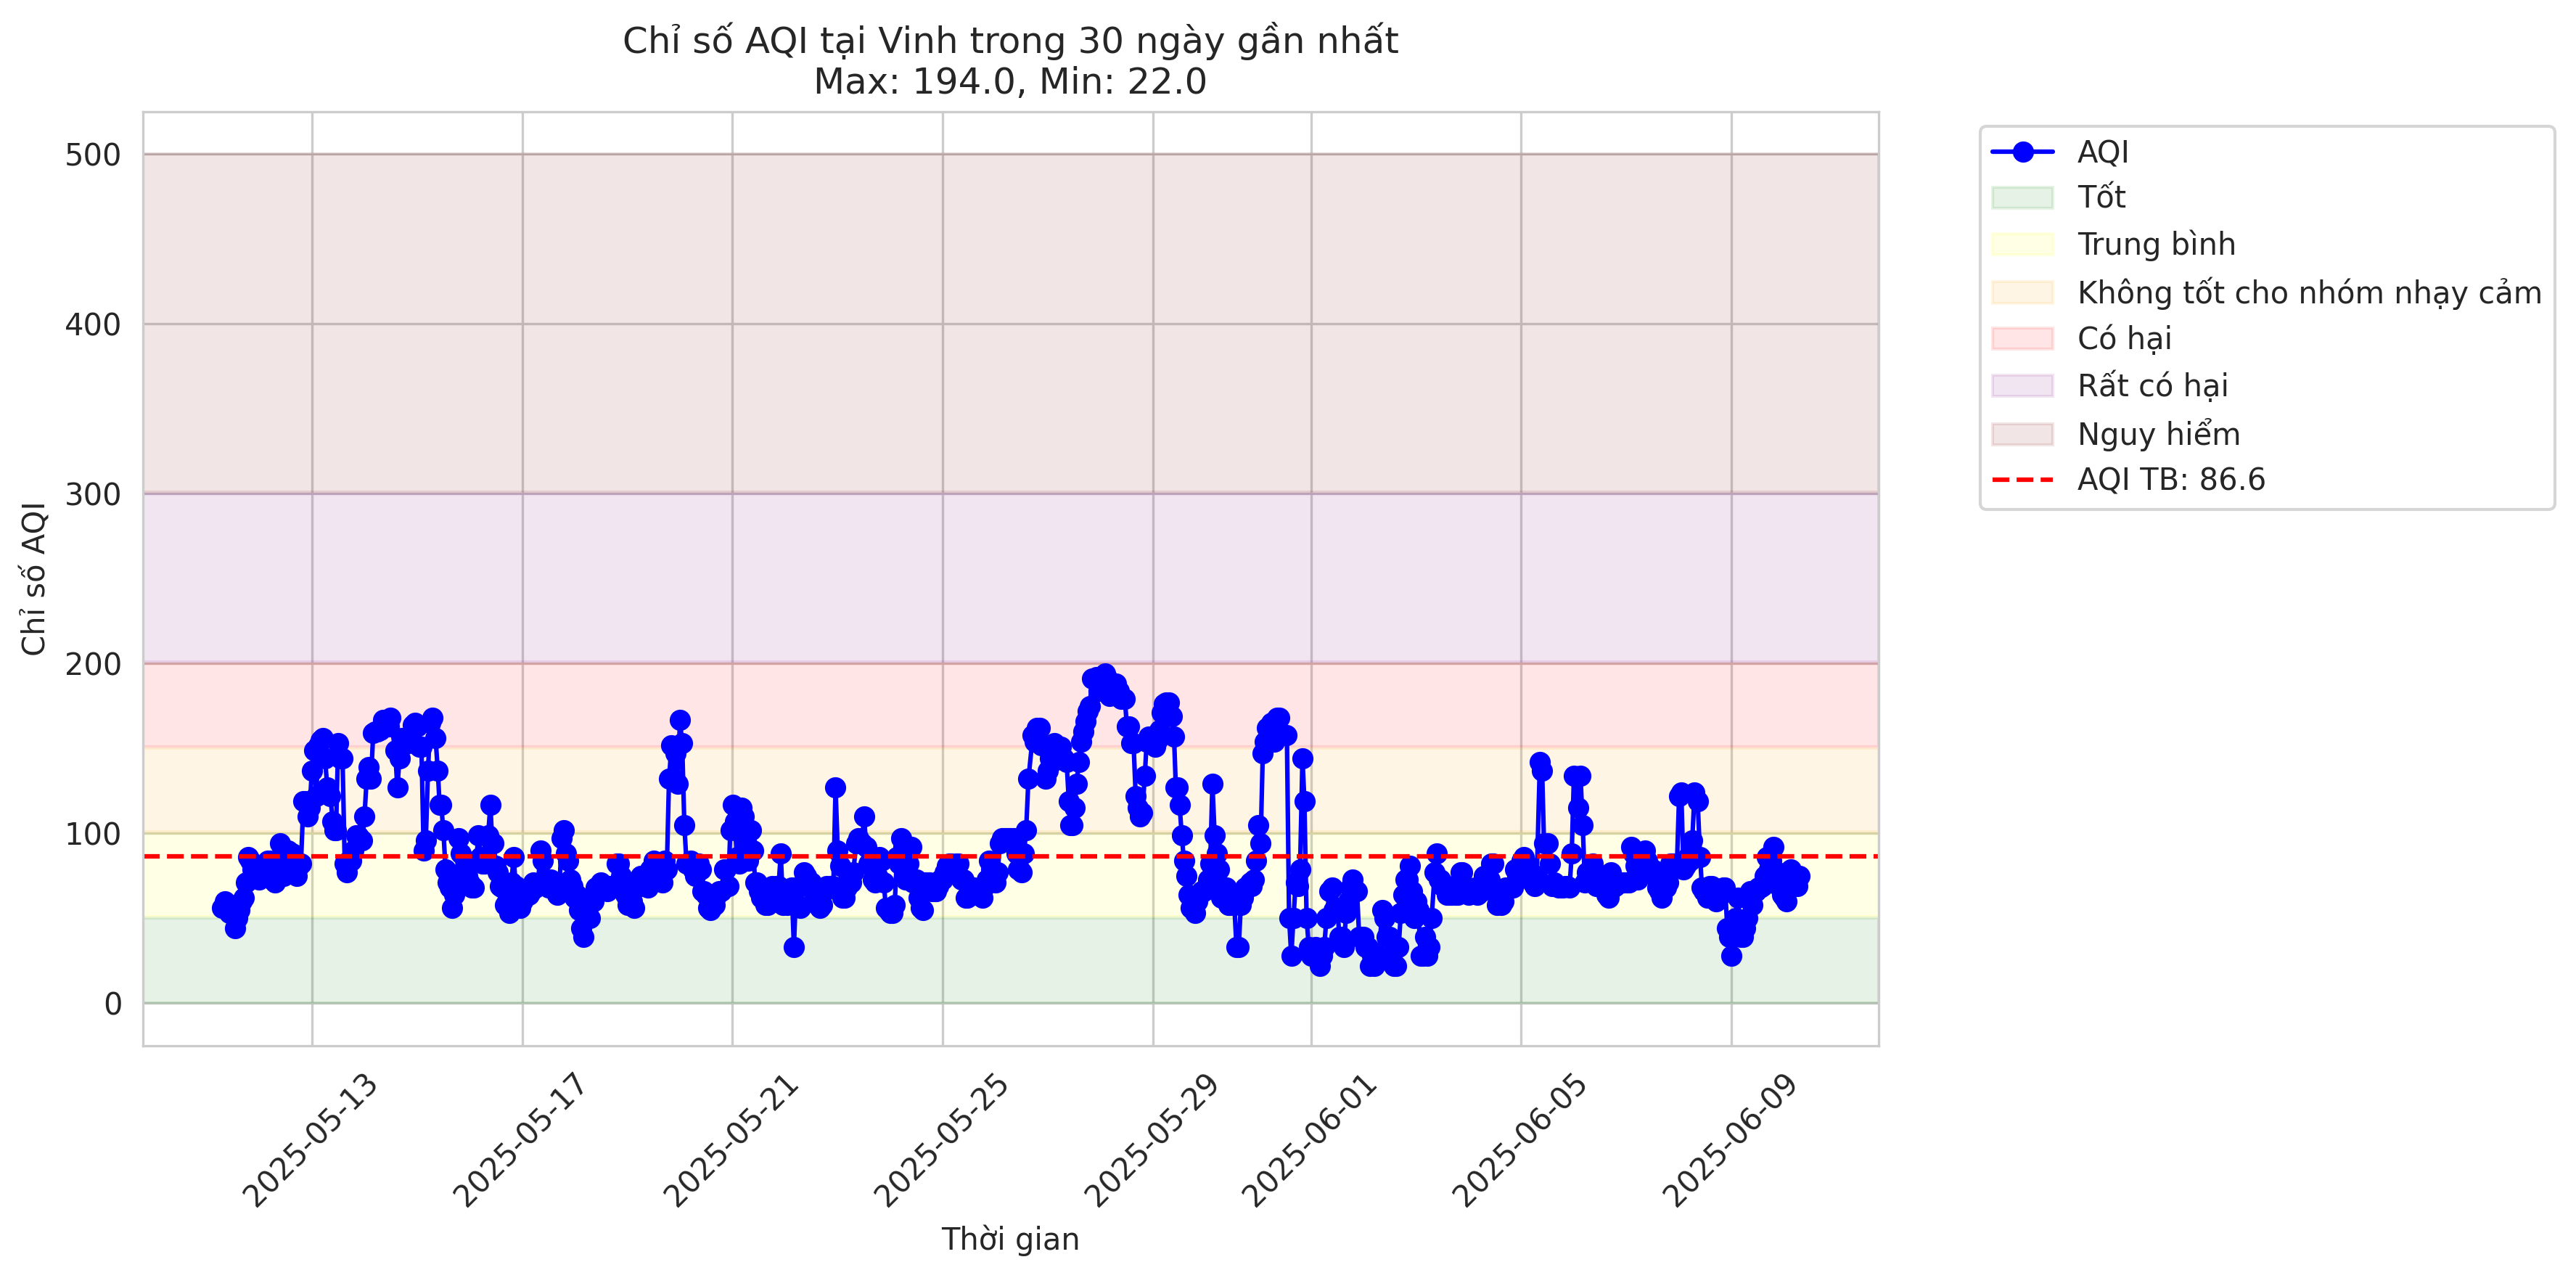 Chỉ số AQI tại Vinh trong 30 ngày gần nhất
Max: 194.0, Min: 22.0
Chỉ số AQI
500
400
300
200
100
0
2025-05-13
2025-05-17
2025-05-21
2025-05-25
2025-05-29
2025-06-01
2025-06-05
2025-06-09
Thời gian
AQI
Tốt
Trung bình
Không tốt cho nhóm nhạy cảm
Có hại
Rất có hại
Nguy hiểm
AQI TB: 86.6